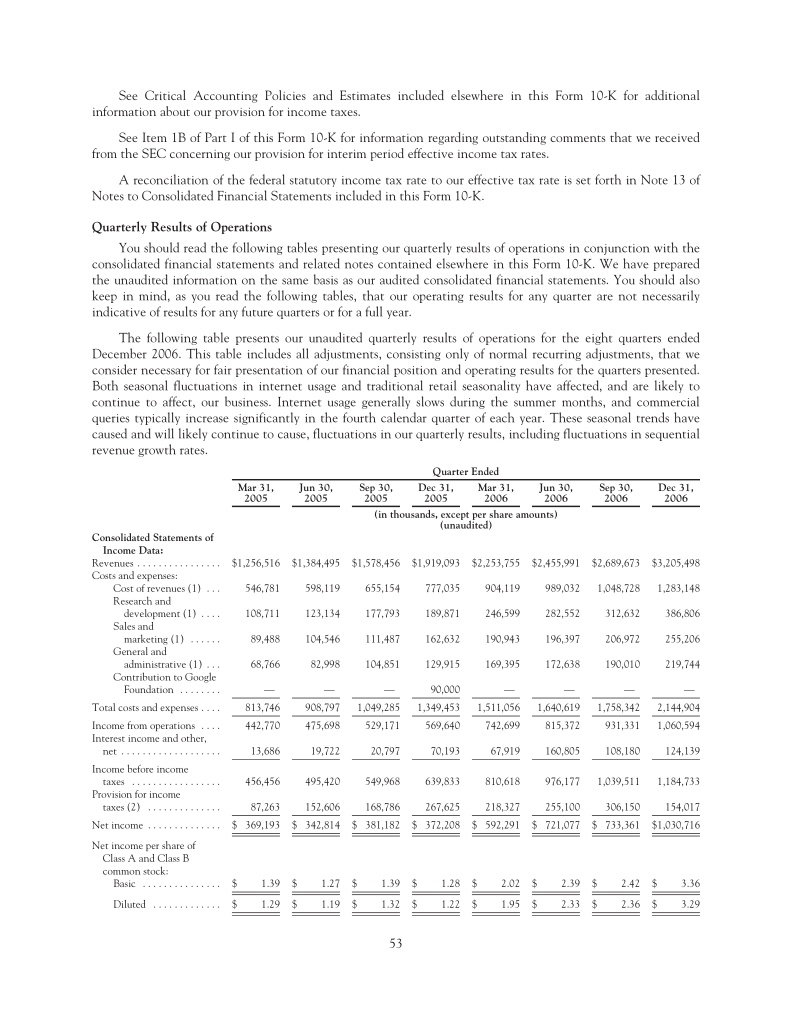 See Critical Accounting Policies and Estimates included elsewhere in this Form 10-K for additional
information about our provision for income taxes.
See Item 1B of Part I of this Form 10-K for information regarding outstanding comments that we received
from the SEC concerning our provision for interim period effective income tax rates.
A reconciliation of the federal statutory income tax rate to our effective tax rate is set forth in Note 13 of
Notes to Consolidated Financial Statements included in this Form 10-K.
Quarterly Results of Operations
You should read the following tables presenting our quarterly results of operations in conjunction with the
consolidated financial statements and related notes contained elsewhere in this Form 10-K. We have prepared
the unaudited information on the same basis as our audited consolidated financial statements. You should also
keep in mind, as you read the following tables, that our operating results for any quarter are not necessarily
indicative of results for any future quarters or for a full year.
The following table presents our unaudited quarterly results of operations for the eight quarters ended
December 2006. This table includes all adjustments, consisting only of normal recurring adjustments, that we
consider necessary for fair presentation of our financial position and operating results for the quarters presented.
Both seasonal fluctuations in internet usage and traditional retail seasonality have affected, and are likely to
continue to affect, our business. Internet usage generally slows during the summer months, and commercial
queries typically increase significantly in the fourth calendar quarter of each year. These seasonal trends have
caused and will likely continue to cause, fluctuations in our quarterly results, including fluctuations in sequential
revenue growth rates.
Quarter Ended
Mar 31, Jun 30, Sep 30, Dec 31, Mar 31, Jun 30, Sep 30, Dec 31,
2005 2005 2005 2005 2006 2006 2006 2006
(in thousands, except per share amounts)
(unaudited)
Consolidated Statements of
Income Data:
Revenues ................ $1,256,516 $1,384,495 $1,578,456 $1,919,093 $2,253,755 $2,455,991 $2,689,673 $3,205,498
Costs and expenses:
Cost of revenues (1) ... 546,781 598,119 655,154 777,035 904,119 989,032 1,048,728 1,283,148
Research and
development (1) .... 108,711 123,134 177,793 189,871 246,599 282,552 312,632 386,806
Sales and
marketing (1) ...... 89,488 104,546 111,487 162,632 190,943 196,397 206,972 255,206
General and
administrative (1) ... 68,766 82,998 104,851 129,915 169,395 172,638 190,010 219,744
Contribution to Google
Foundation ........ — — — 90,000 — — — —
Total costs and expenses .... 813,746 908,797 1,049,285 1,349,453 1,511,056 1,640,619 1,758,342 2,144,904
Income from operations .... 442,770 475,698 529,171 569,640 742,699 815,372 931,331 1,060,594
Interest income and other,
net ................... 13,686 19,722 20,797 70,193 67,919 160,805 108,180 124,139
Income before income
taxes ................. 456,456 495,420 549,968 639,833 810,618 976,177 1,039,511 1,184,733
Provision for income
taxes (2) .............. 87,263 152,606 168,786 267,625 218,327 255,100 306,150 154,017
Net income .............. $ 369,193 $ 342,814 $ 381,182 $ 372,208 $ 592,291 $ 721,077 $ 733,361 $1,030,716
Net income per share of
Class A and Class B
common stock:
Basic ............... $ 1.39 $ 1.27 $ 1.39 $ 1.28 $ 2.02 $ 2.39 $ 2.42 $ 3.36
Diluted ............. $ 1.29 $ 1.19 $ 1.32 $ 1.22 $ 1.95 $ 2.33 $ 2.36 $ 3.29
53